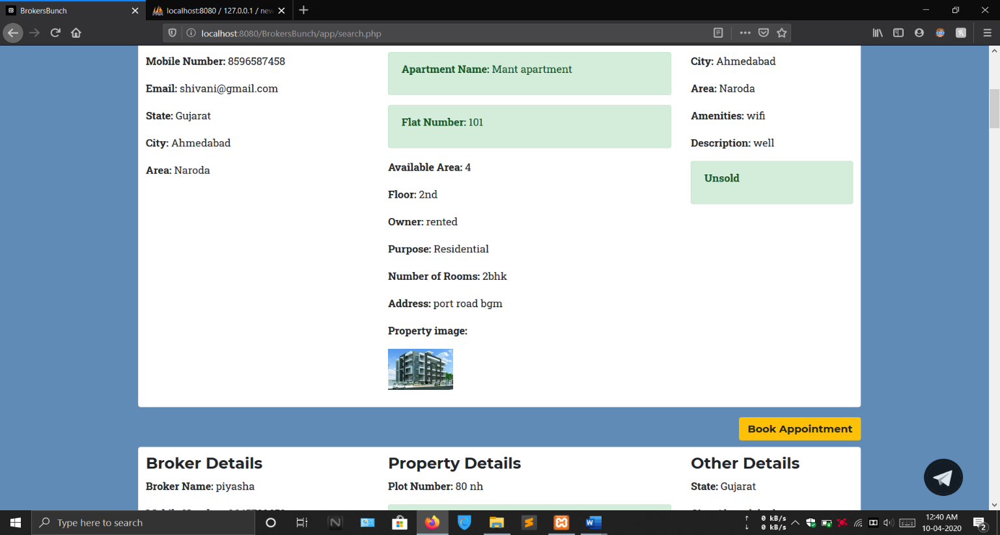 BrokersBunch
localhost:8080 / 127.0.0.1 / new
localhost:8080/BrokersBunch/app/search.php
Mobile Number: 8596587458
Email: shivani@gmail.com
State: Gujarat
City: Ahmedabad
Area: Naroda
Apartment Name: Mant apartment
Flat Number: 101
Available Area: 4
Floor: 2nd
Owner: rented
Purpose: Residential
Number of Rooms: 2bhk
Address: port road bgm
Property image:
City: Ahmedabad
Area: Naroda
Amenities: wifi
Description: well
Unsold
Book Appointment
Broker Details
Broker Name: piyasha
Property Details
Plot Number: 80 nh
Other Details
State: Gujarat
Type here to search
0 kB/s
0 kB/s
12:40 AM
10-04-2020
2